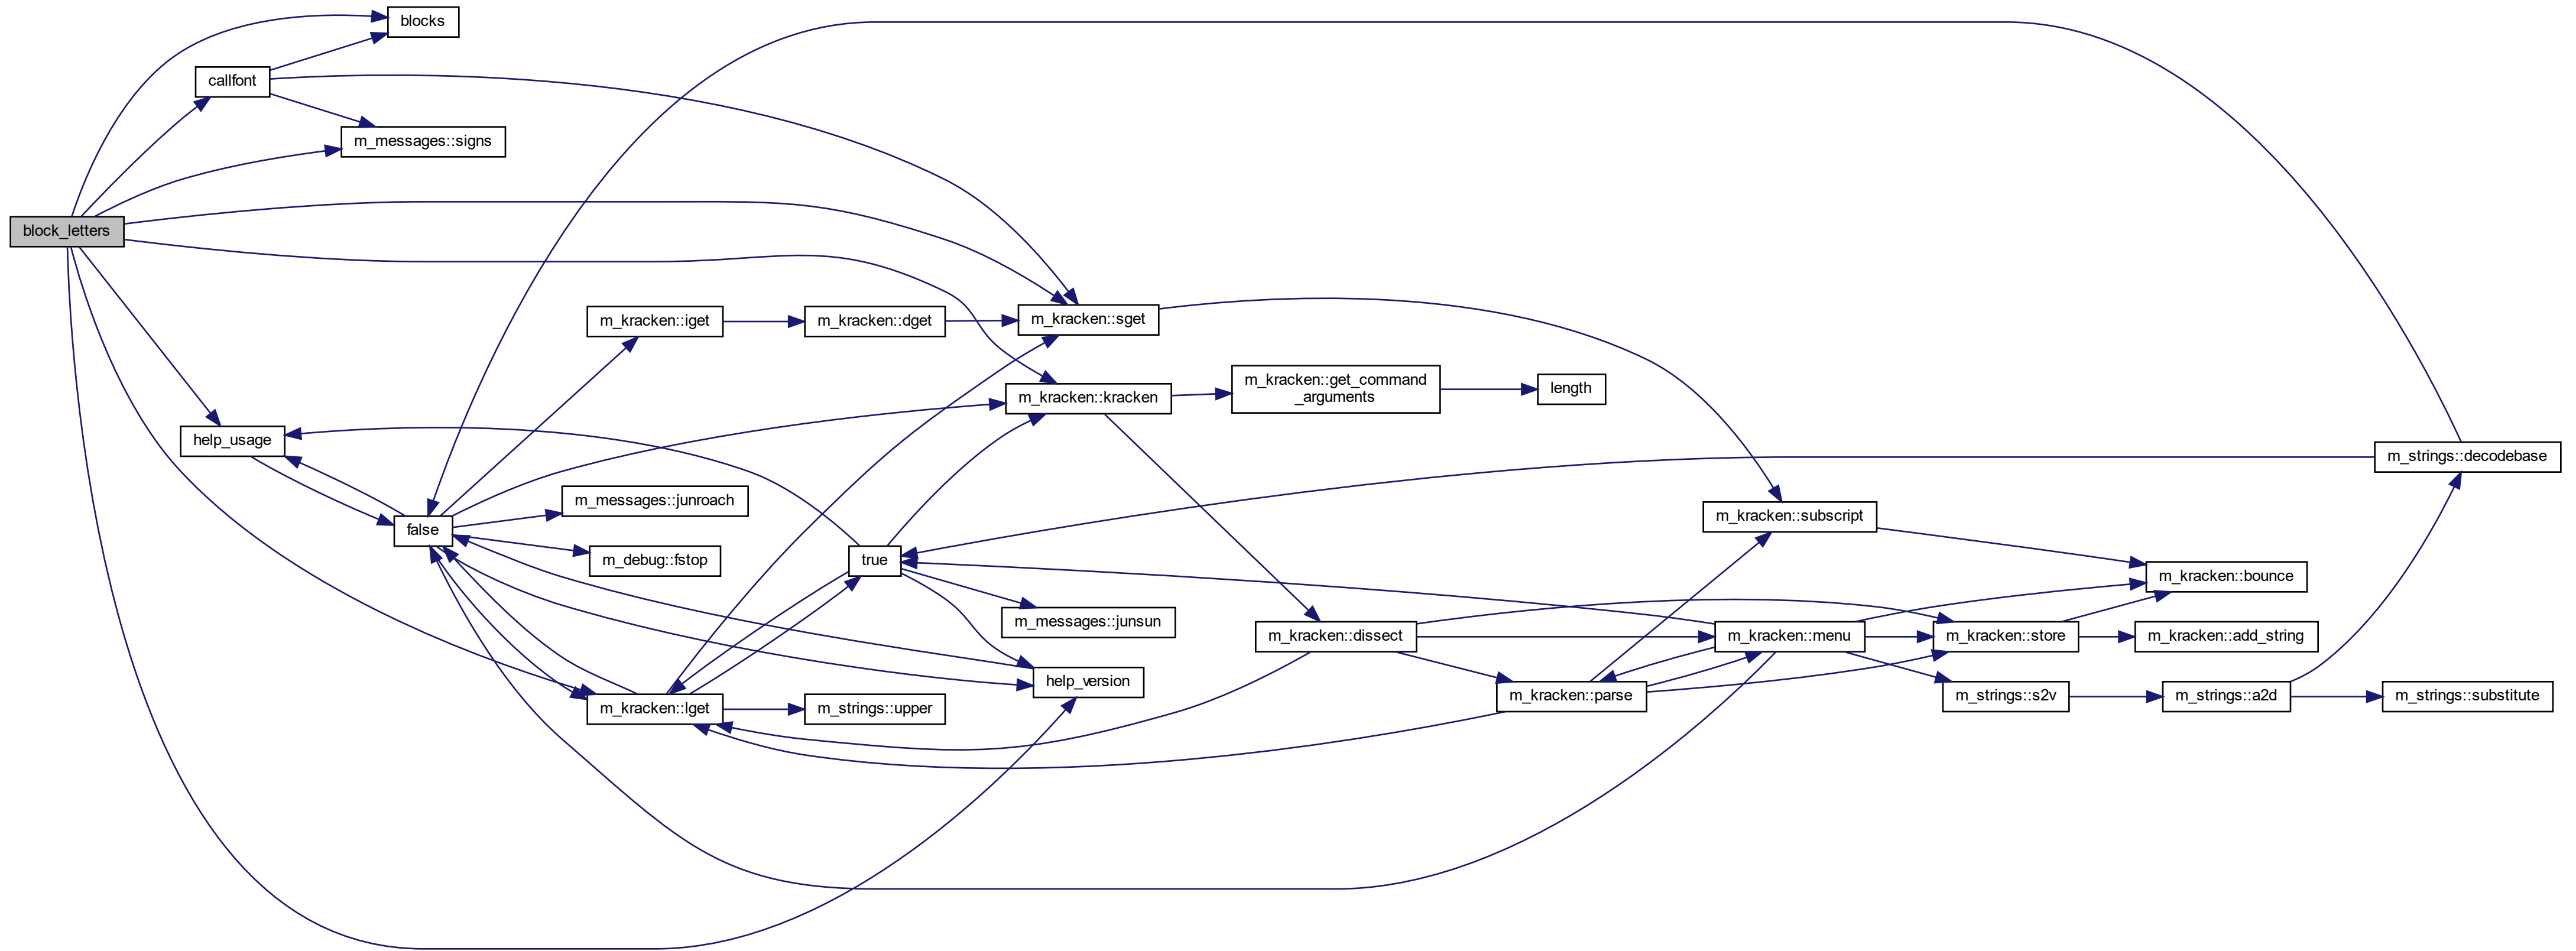 blocks
callfont
m_messages::signs
block_letters
m_kracken::iget
m_kracken::dget
m_kracken::sget
m_kracken::get_command
_arguments
length
m_kracken::kracken
help_usage
m_strings::decodebase
m_messages::junroach
m_kracken::subscript
false
m_debug::fstop
true
m_kracken::bounce
m_messages::junsun
m_kracken::dissect
m_kracken::menu
m_kracken::store
m_kracken::add_string
help_version
m_kracken::parse
m_strings::s2v
m_strings::a2d
m_strings::substitute
m_kracken::lget
m_strings::upper